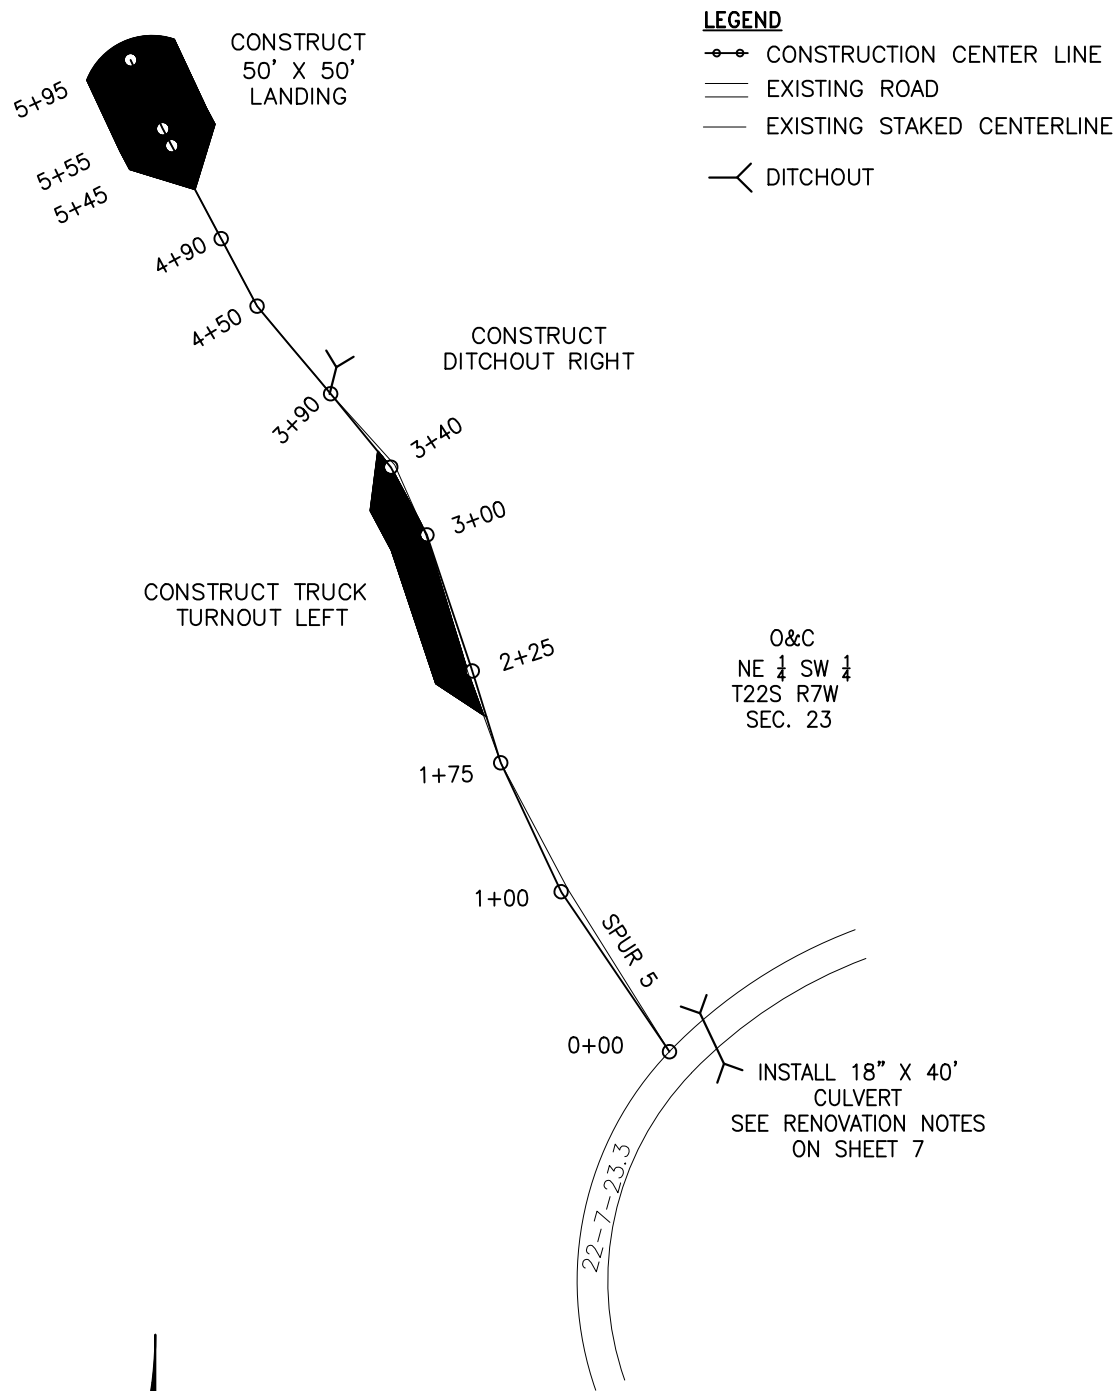 LEGEND
CONSTRUCTION CENTER LINE
EXISTING ROAD
EXISTING STAKED CENTERLINE
DITCHOUT
CONSTRUCT
50' X 50'
LANDING
5+95
5+55
5+45
4+90
4+50
CONSTRUCT
DITCHOUT RIGHT
3+90
3+40
3+00
CONSTRUCT TRUCK
TURNOUT LEFT
2+25
O&C
NE 1/4 SW 1/4
T22S R7W
SEC. 23
1+75
1+00
SPUR 5
0+00
INSTALL 18" X 40'
CULVERT
SEE RENOVATION NOTES
ON SHEET 7
22-7-23.3